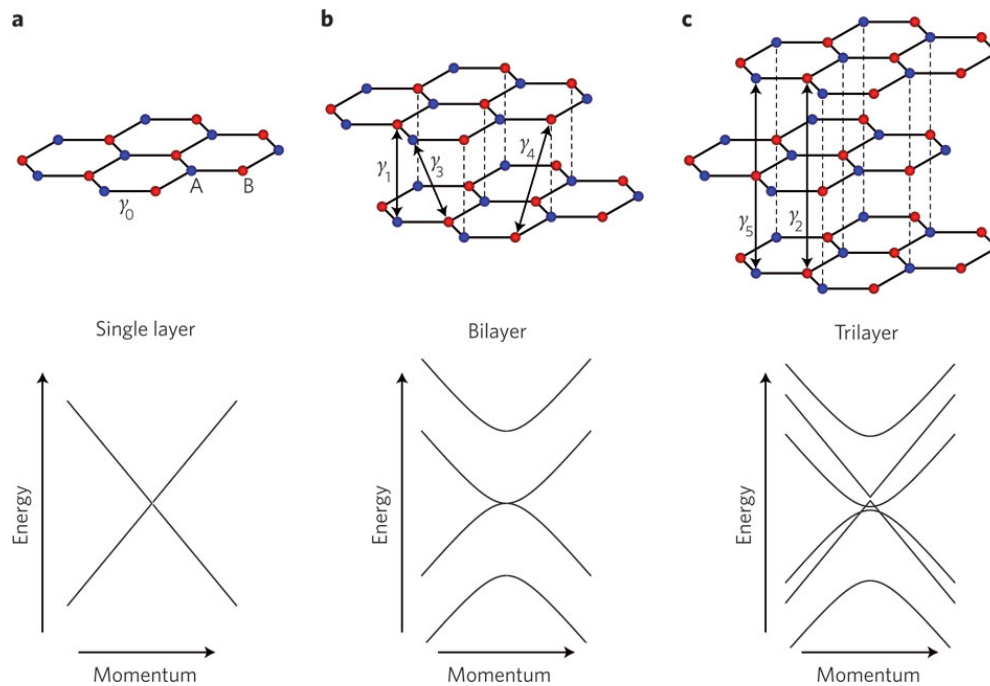 a
b
c
γ0
A
B
γ1
γ3
γ4
γ5
γ2
Single layer
Bilayer
Trilayer
Energy
Energy
Energy
Momentum
Momentum
Momentum